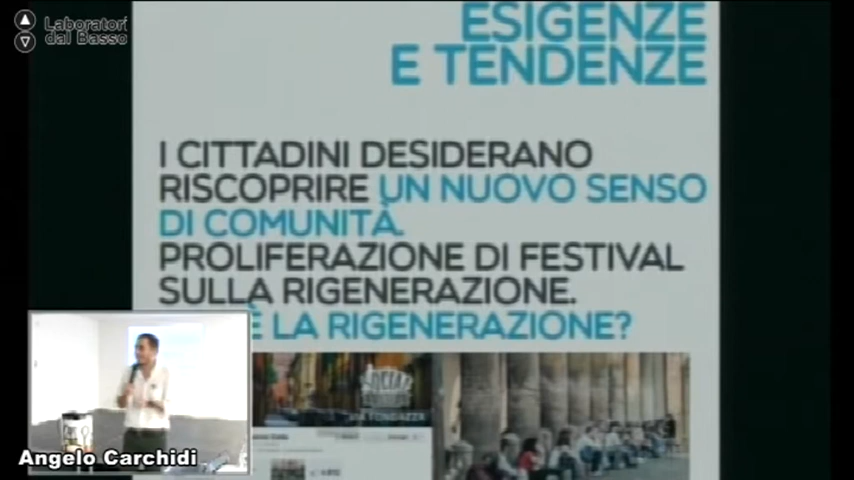 Laboratori
dal Basso
ESIGENZE
E TENDENZE
I CITTADINI DESIDERANO
RISCOPRIRE UN NUOVO SENSO
DI COMUNITÀ.
PROLIFERAZIONE DI FESTIVAL
SULLA RIGENERAZIONE.
È LA RIGENERAZIONE?
Angelo Carchidi